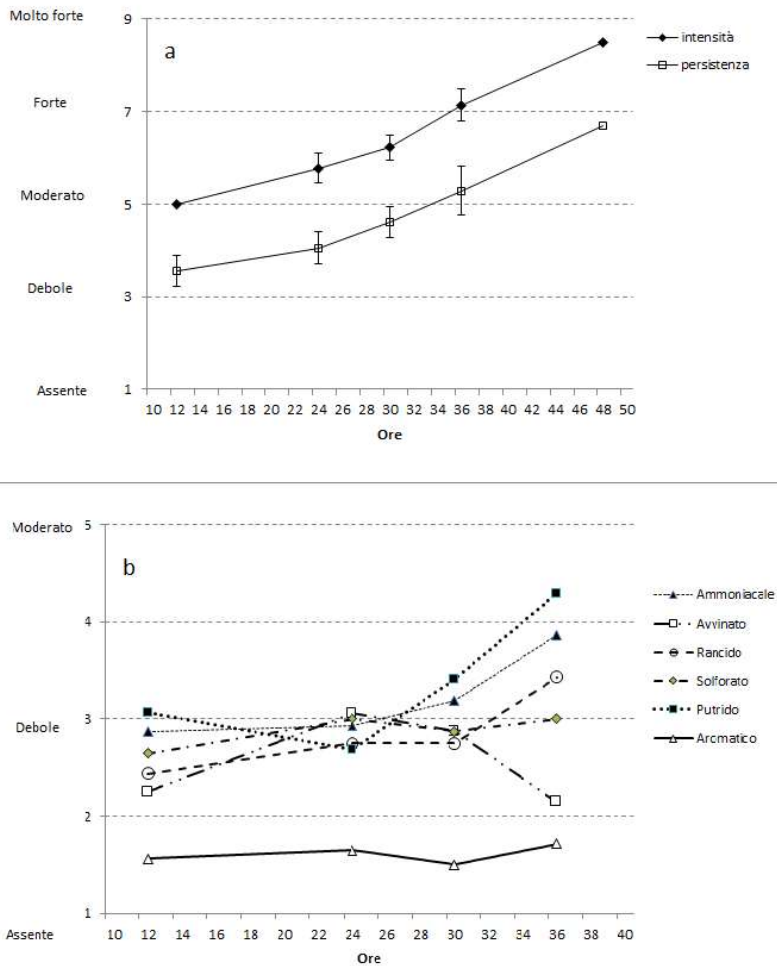 Molto forte
9
a
intensità
persistenza
Forte
7
Moderato
5
Debole
3
Assente
1
10 12 14 16 18 20 22 24 26 28 30 32 34 36 38 40 42 44 46 48 50
Ore
Moderato
5
b
Ammoniacale
4
Avvinato
Rancido
Solforato
Debole
3
Putrido
Aromatico
2
1
Assente
10 12 14 16 18 20 22 24 26 28 30 32 34 36 38 40
Ore